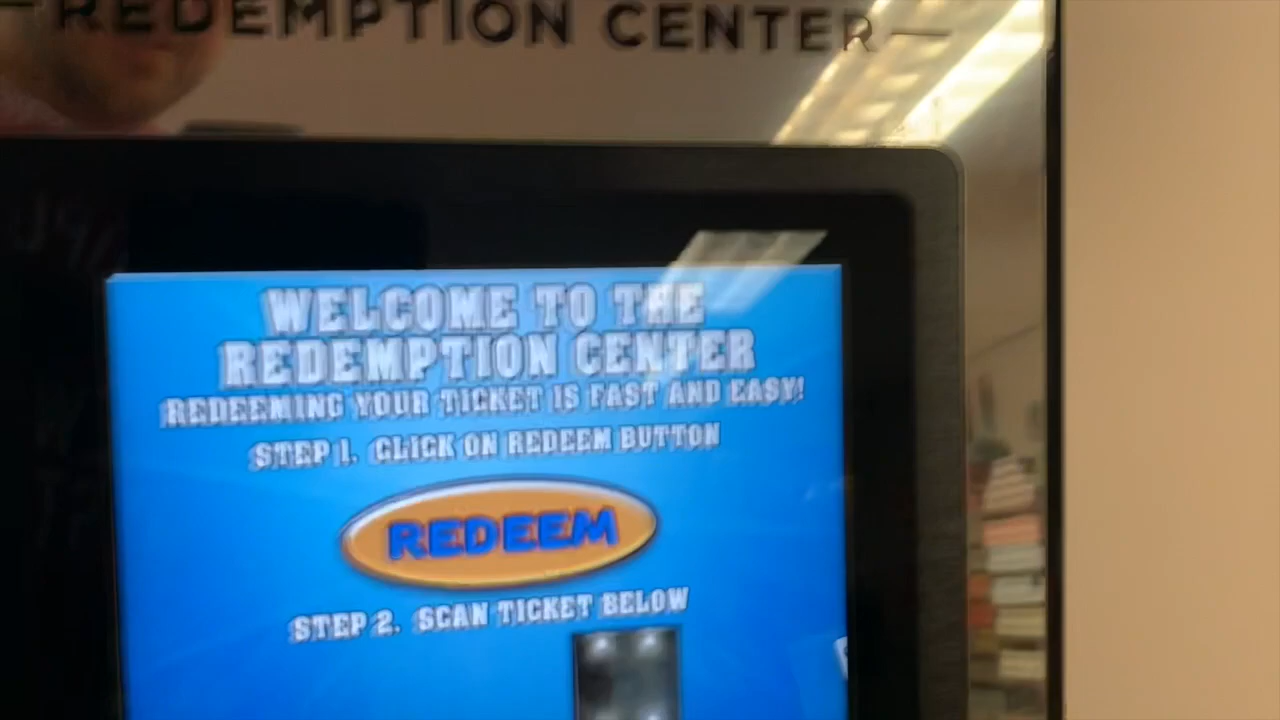 REDEMPTION CENTER
WELCOME TO THE
REDEMPTION CENTER
REDEEMING YOUR TICKET IS FAST AND EASY!
STEP 1. CLICK ON REDEEM BUTTON
REDEEM
STEP 2. SCAN TICKET BELOW